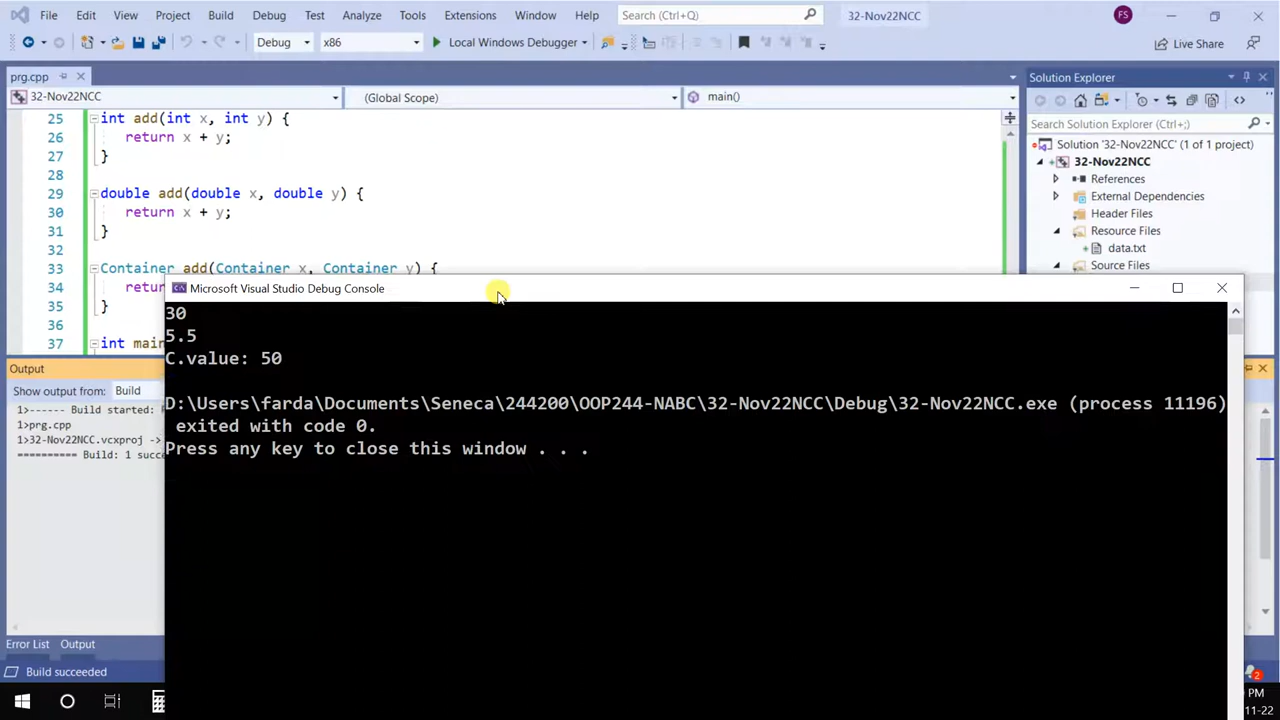 File Edit View Project Build Debug Test Analyze Tools Extensions Window Help Search (Ctrl+Q) 32-Nov22NCC FS
Debug x86 Local Windows Debugger Live Share
prg.cpp
32-Nov22NCC (Global Scope) main()
25 int add(int x, int y) {
26 return x + y;
27 }
28
29 double add(double x, double y) {
30 return x + y;
31 }
32
33 Container add(Container x, Container y) {
34
35 }
36
37 int main
Solution Explorer
Search Solution Explorer (Ctrl+;)
Solution '32-Nov22NCC' (1 of 1 project)
32-Nov22NCC
References
External Dependencies
Header Files
Resource Files
data.txt
Source Files
Microsoft Visual Studio Debug Console
30
5.5
C.value: 50
D:\Users\farda\Documents\Seneca\244200\OOP244-NABC\32-Nov22NCC\Debug\32-Nov22NCC.exe (process 11196)
exited with code 0.
Press any key to close this window . . .
Output
Show output from: Build
1>------ Build started:
1>prg.cpp
1>32-Nov22NCC.vcxproj ->
========== Build: 1 succe
Error List Output
Build succeeded
2
PM
11-22